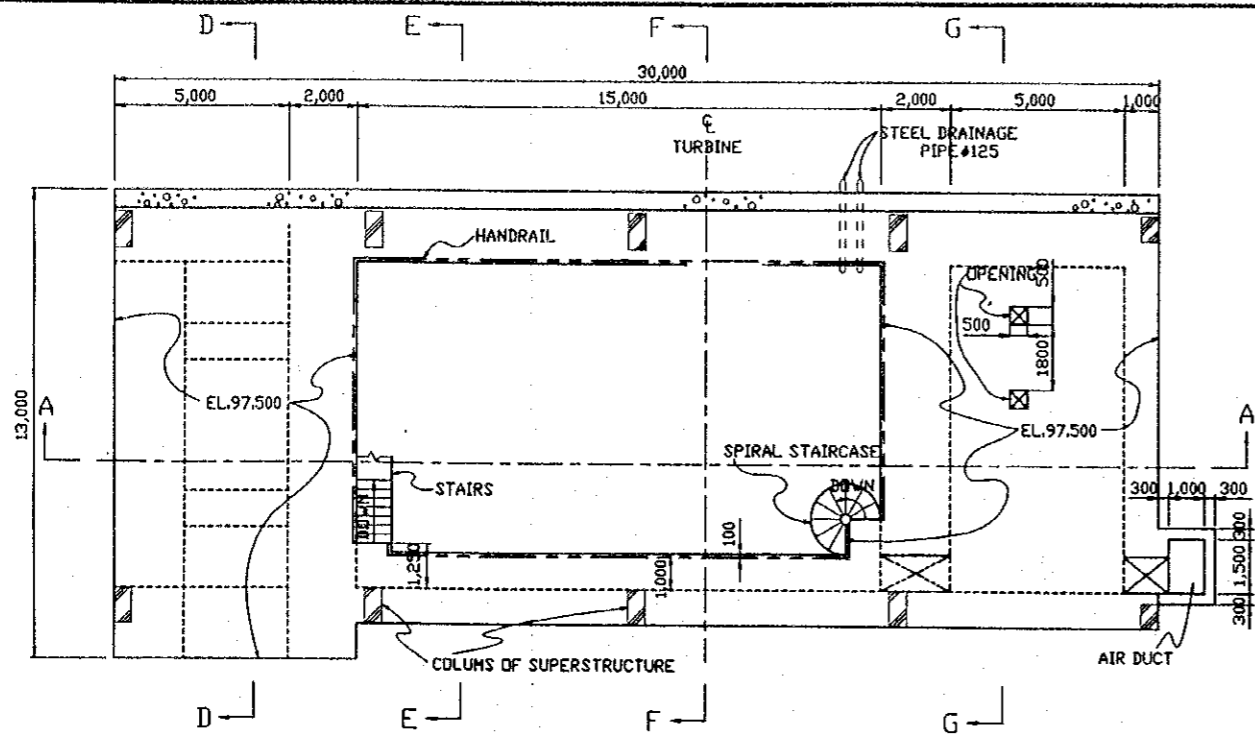 D E F G
30,000
5,000 2,000 15,000 2,000 5,000 1,000
℄
TURBINE
STEEL DRAINAGE
PIPE ϕ125
HANDRAIL
OPENING
500
500
1800
13,000
A A
EL.97.500
EL.97.500
SPIRAL STAIRCASE
DOWN
STAIRS
DOWN
300 1,000 300
100
1,250
1,000
300
1,500
300
COLUMS OF SUPERSTRUCTURE
AIR DUCT
D E F G